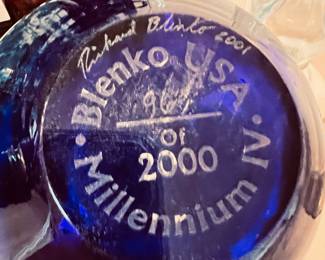 Richard Blenko 2001
Blenko USA
96
Of
2000
Millennium IV